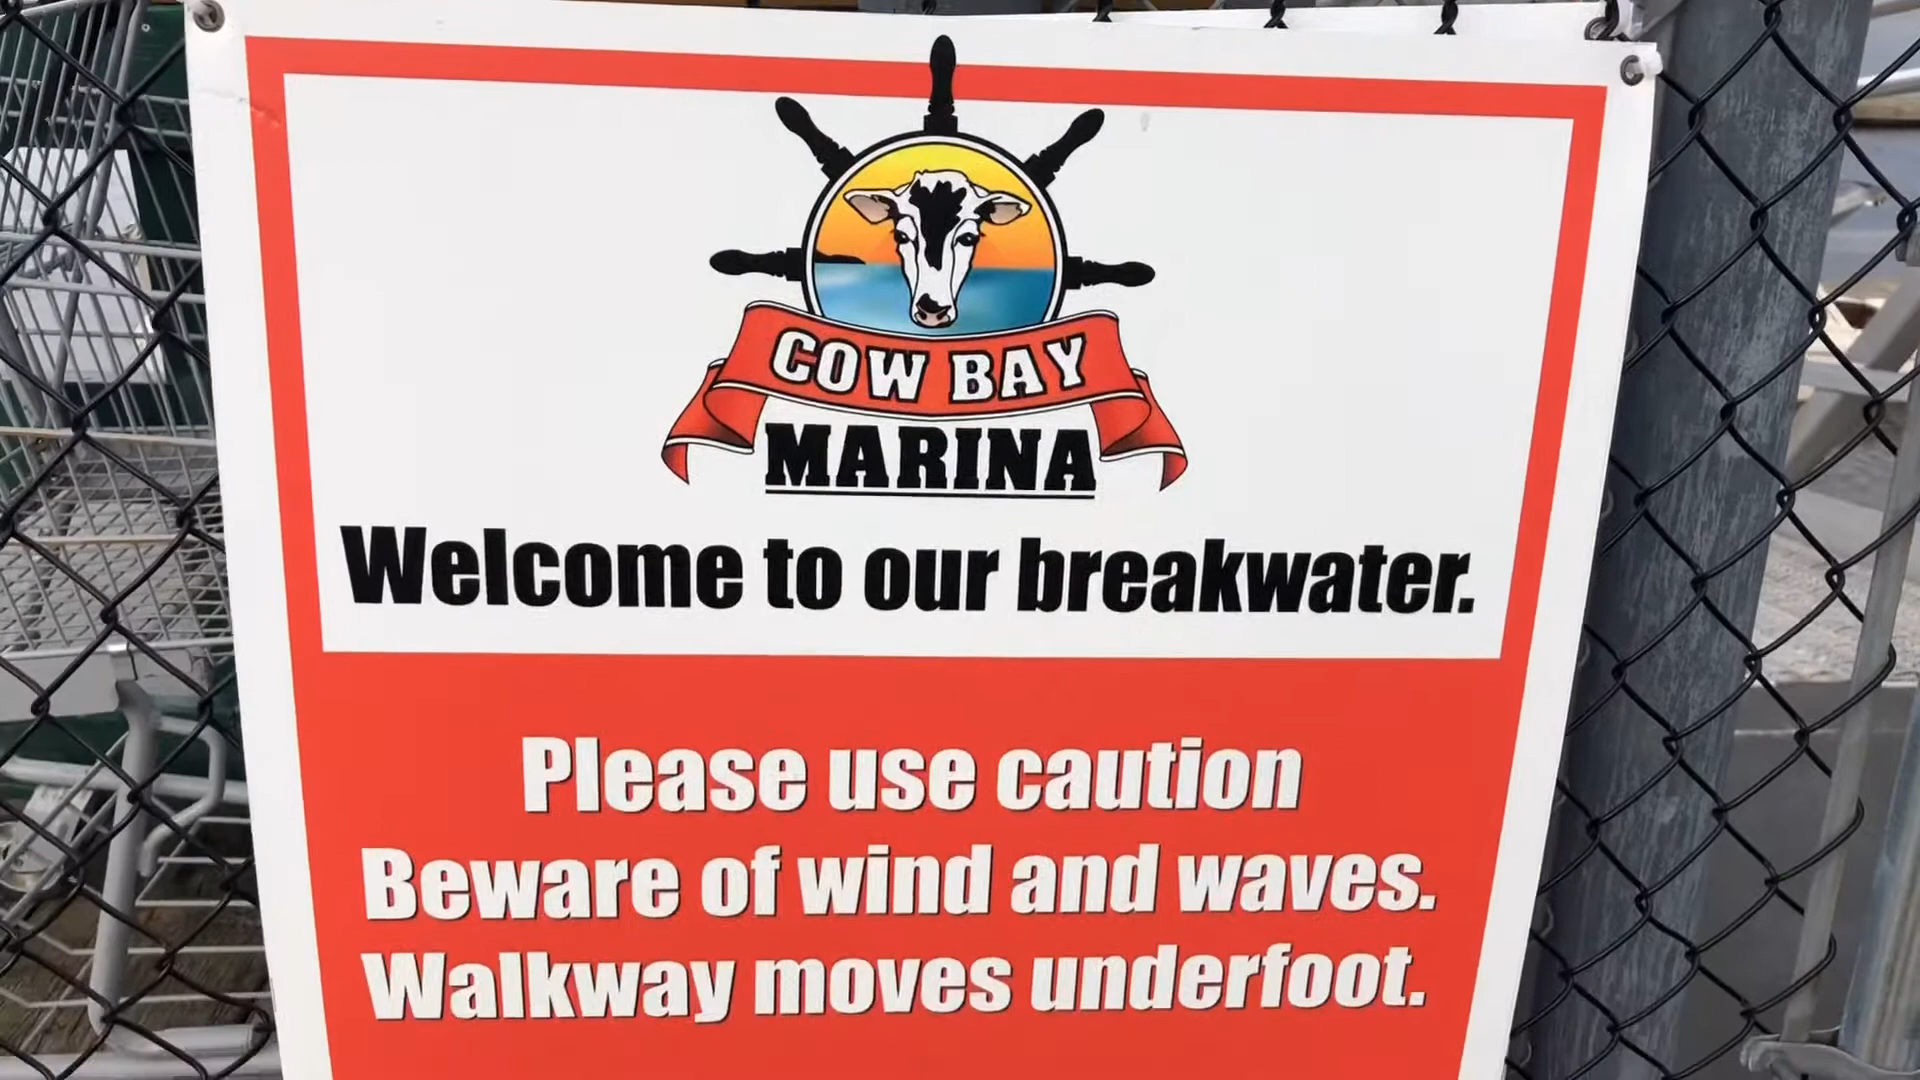 COW BAY
MARINA
Welcome to our breakwater.
Please use caution
Beware of wind and waves.
Walkway moves underfoot.